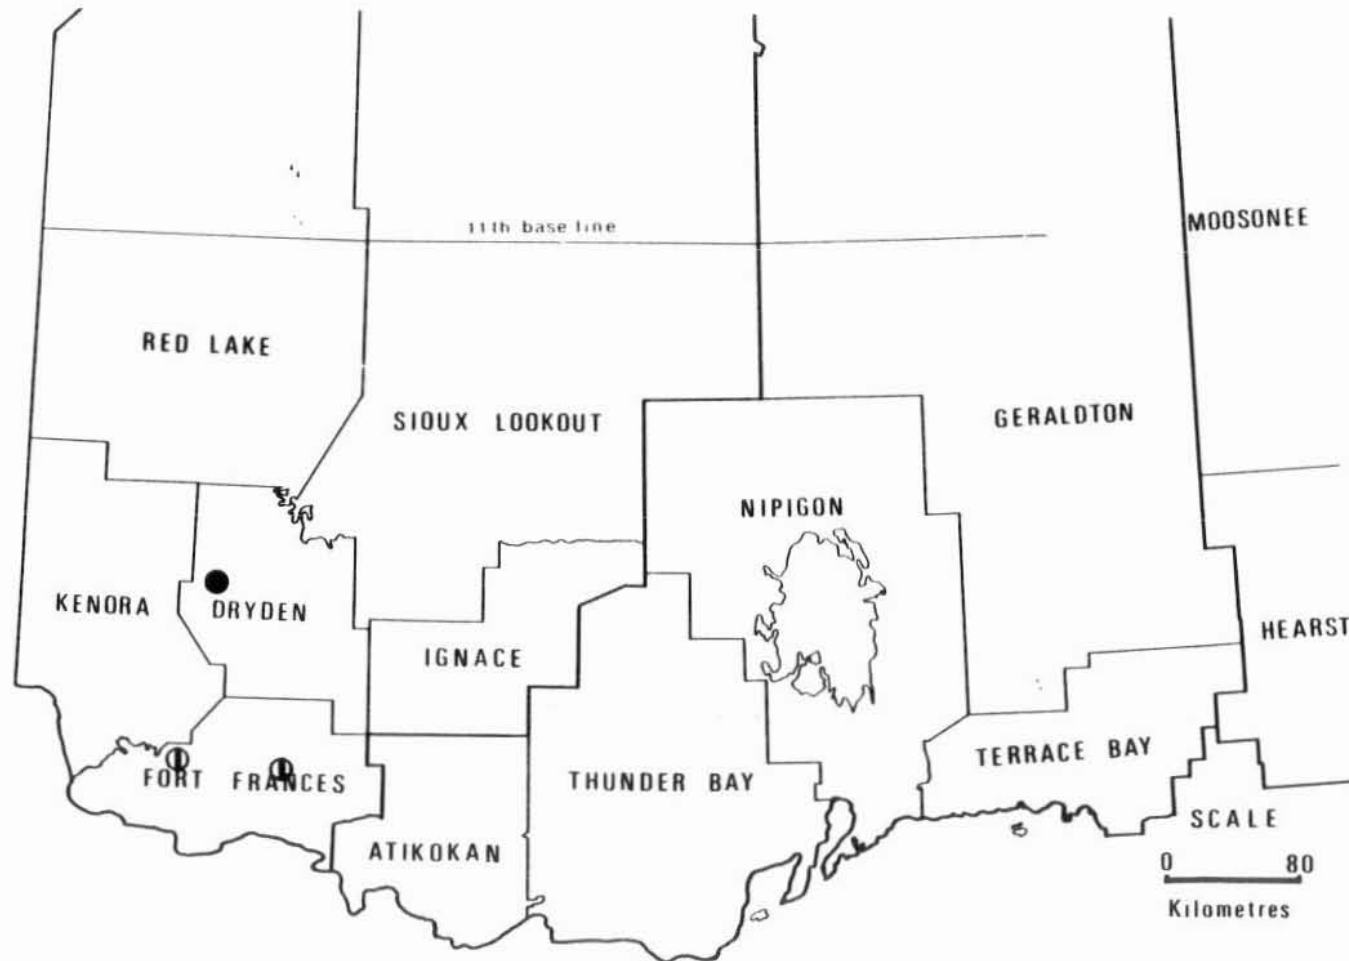 MOOSONEE
11th base line
RED LAKE
SIOUX LOOKOUT
GERALDTON
NIPIGON
KENORA
DRYDEN
HEARST
IGNACE
TERRACE BAY
FORT FRANCES
THUNDER BAY
SCALE
ATIKOKAN
0 80
Kilometres